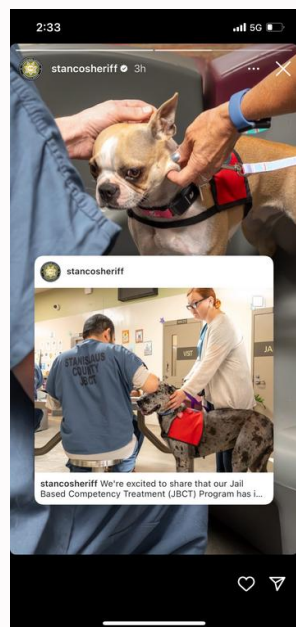 2:33
5G
stancosheriff 3h
stancosheriff
STANISLAUS
COUNTY
JBCT
VISIT
JA
stancosheriff We're excited to share that our Jail
Based Competency Treatment (JBCT) Program has i...